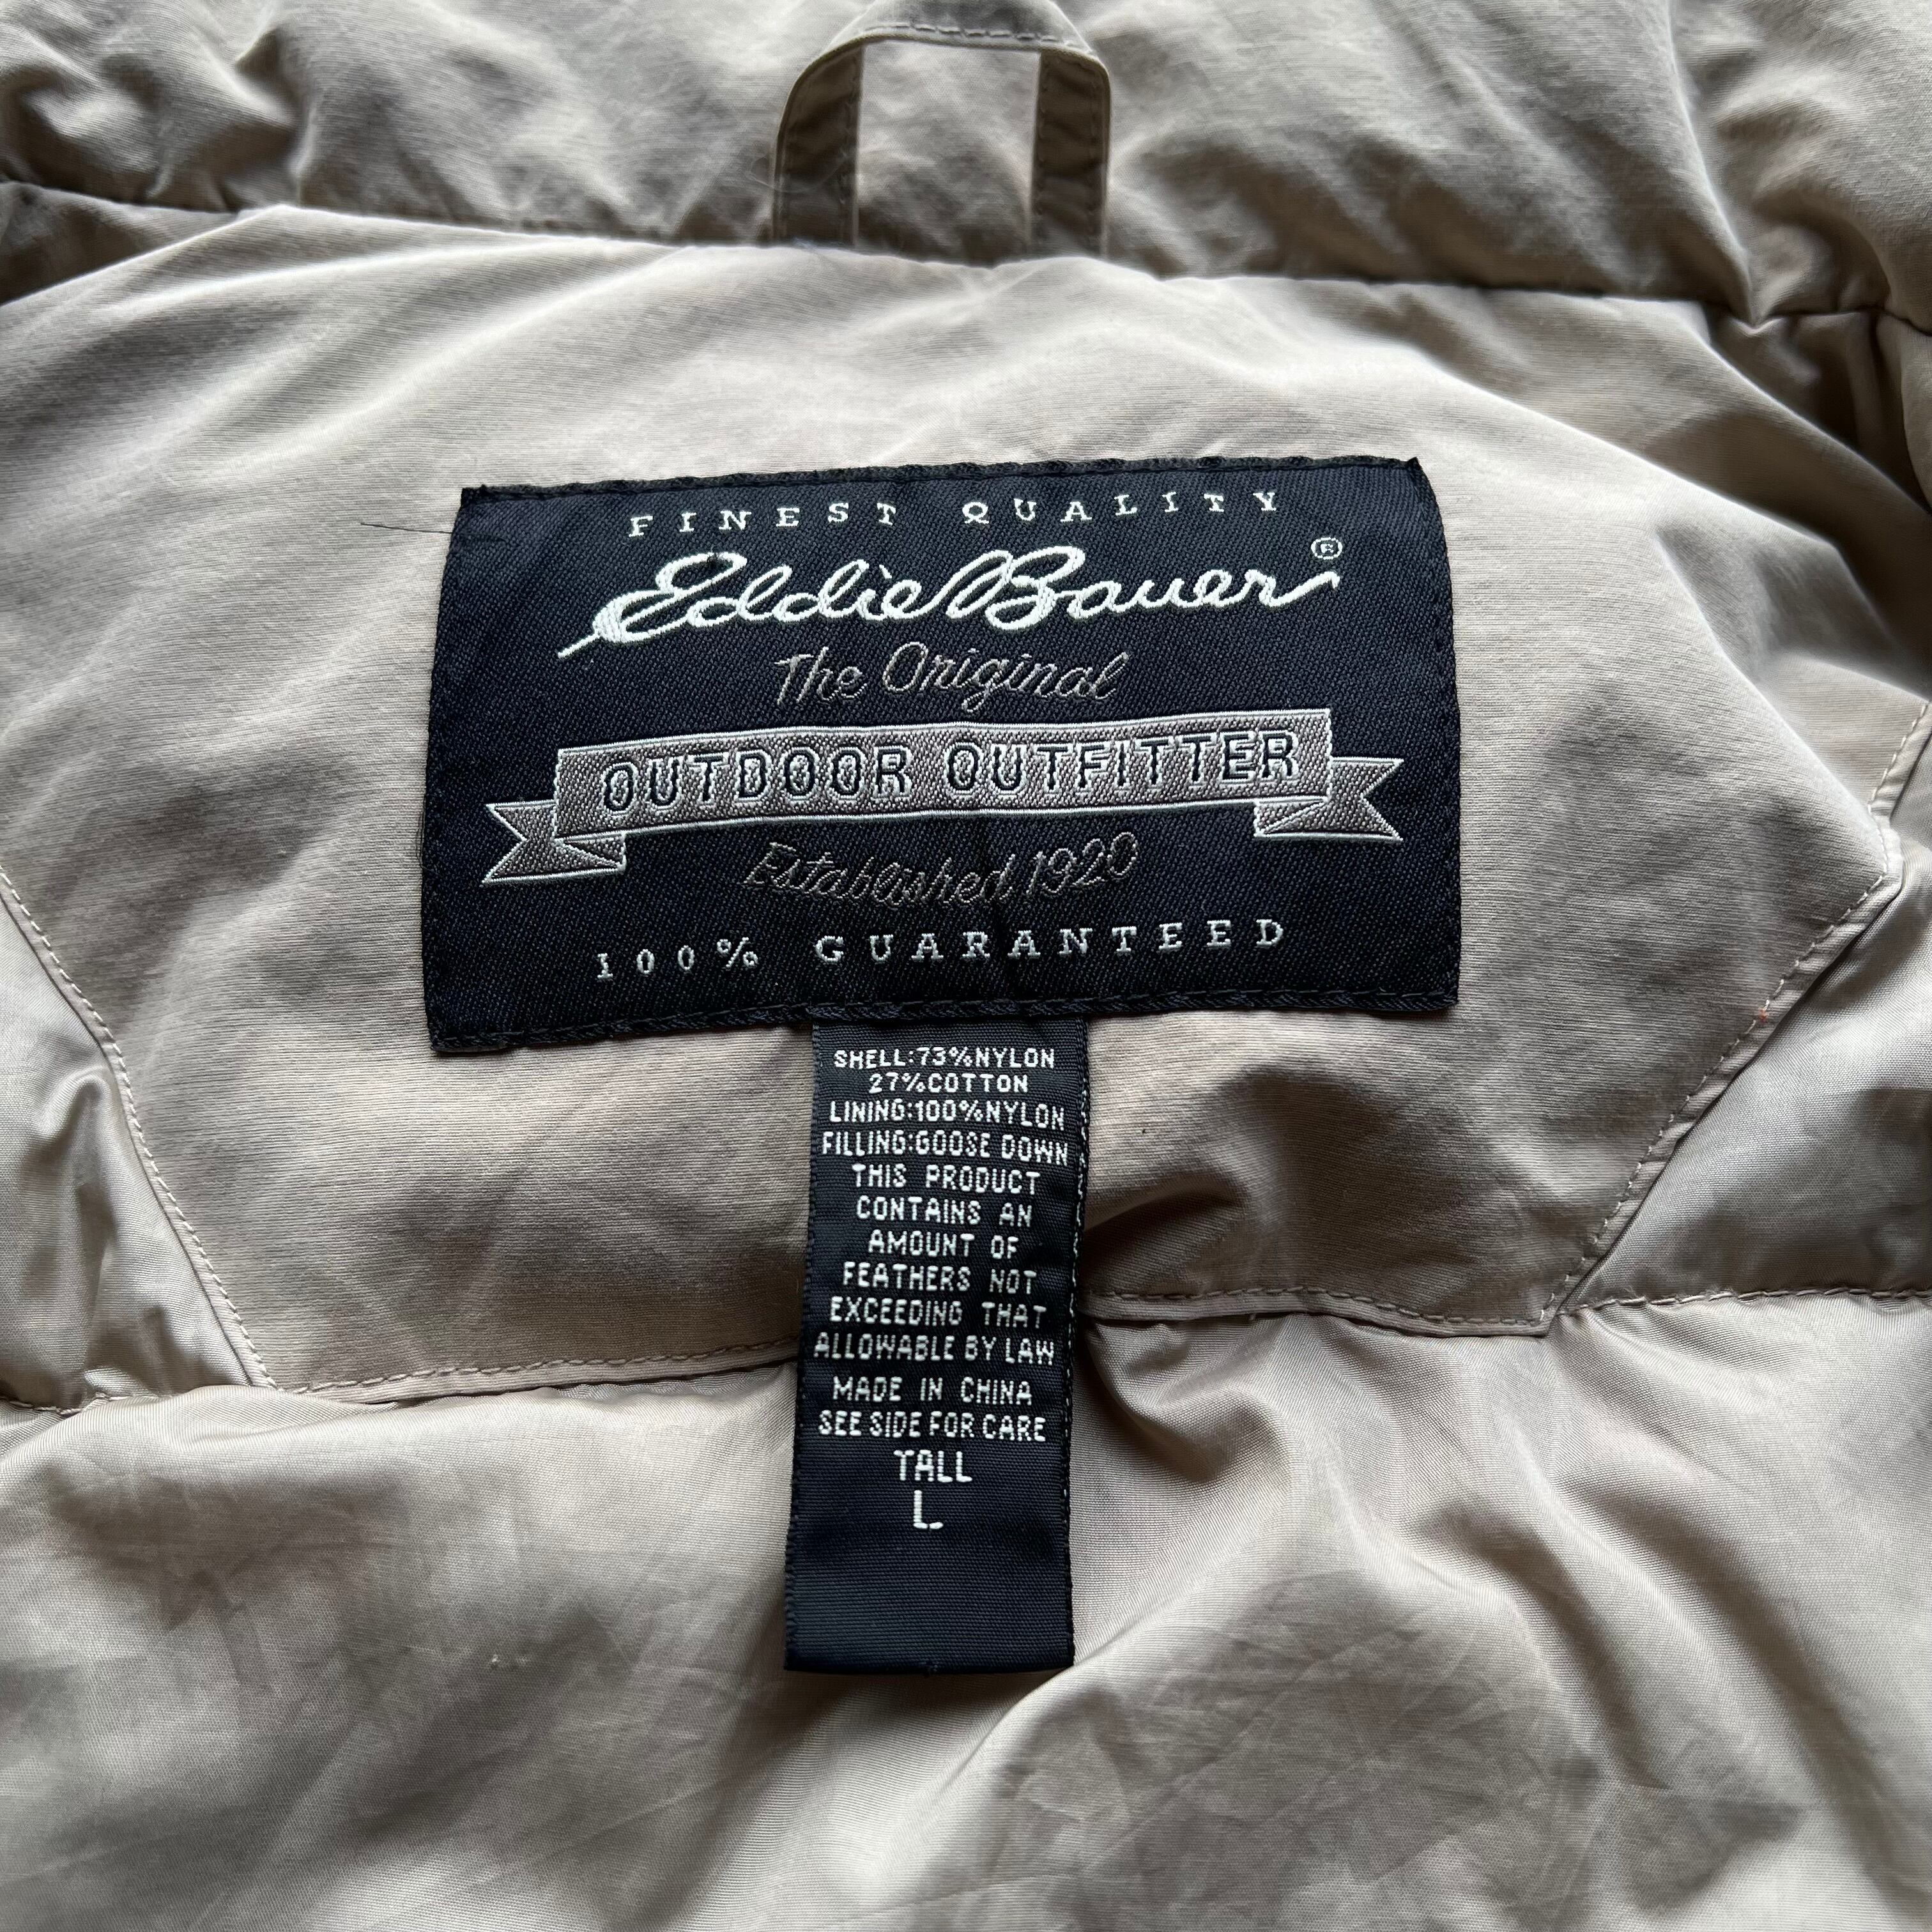 FINEST QUALITY
Eddie Bauer®
The Original
OUTDOOR OUTFITTER
Established 1920
100% GUARANTEED
SHELL:73%NYLON
27%COTTON
LINING:100%NYLON
FILLING:GOOSE DOWN
THIS PRODUCT
CONTAINS AN
AMOUNT OF
FEATHERS NOT
EXCEEDING THAT
ALLOWABLE BY LAW
MADE IN CHINA
SEE SIDE FOR CARE
TALL
L